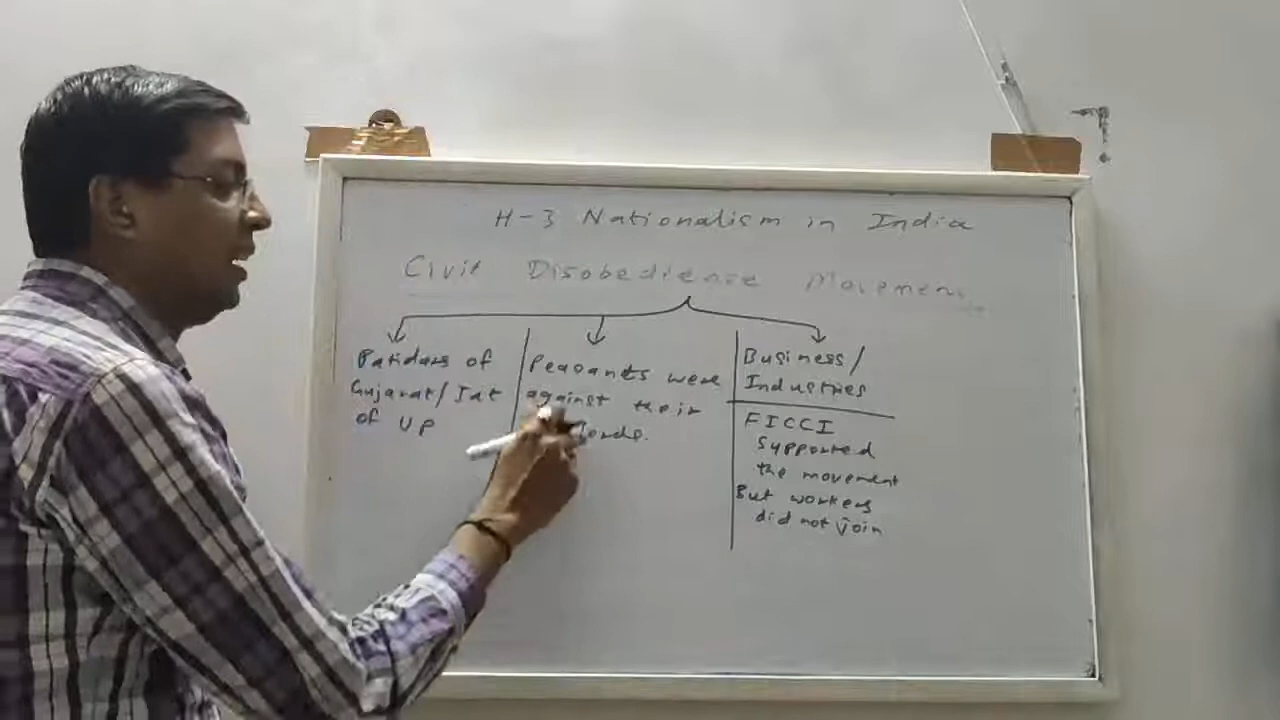 H-3 Nationalism in India
Civil Disobedience Movement
Patidars of
Gujarat/Jat
of UP
Peasants were
against their
lords.
Business/
Industries
FICCI
Supported
the movement
But workers
did not join